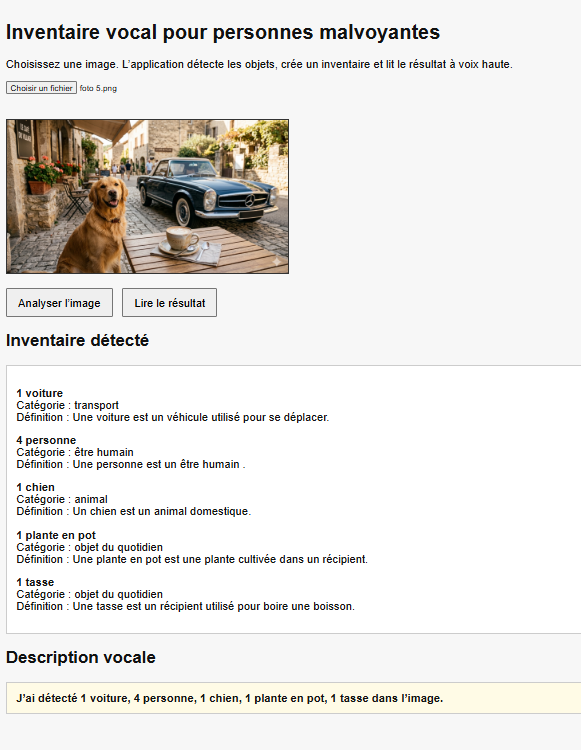 Inventaire vocal pour personnes malvoyantes
Choisissez une image. L’application détecte les objets, crée un inventaire et lit le résultat à voix haute.
Choisir un fichier foto 5.png
Analyser l’image Lire le résultat
Inventaire détecté
1 voiture
Catégorie : transport
Définition : Une voiture est un véhicule utilisé pour se déplacer.
4 personne
Catégorie : être humain
Définition : Une personne est un être humain .
1 chien
Catégorie : animal
Définition : Un chien est un animal domestique.
1 plante en pot
Catégorie : objet du quotidien
Définition : Une plante en pot est une plante cultivée dans un récipient.
1 tasse
Catégorie : objet du quotidien
Définition : Une tasse est un récipient utilisé pour boire une boisson.
Description vocale
J’ai détecté 1 voiture, 4 personne, 1 chien, 1 plante en pot, 1 tasse dans l’image.